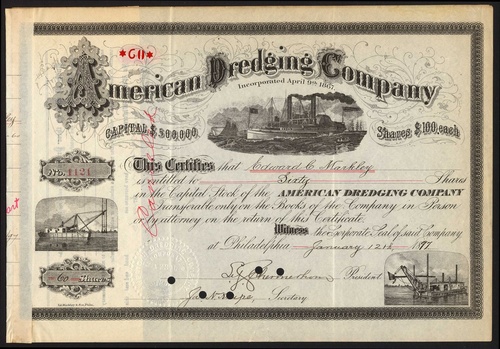 *60*
American Dredging Company
Incorporated April 9th 1867
CAPITAL $300,000. Shares $100, each
No. 1121
This Certifies that Edward C Markley
is entitled to Sixty Shares
in the Capital Stock of the AMERICAN DREDGING COMPANY
Transferable only on the Books of the Company in Person
or by attorney on the return of this Certificate.
Witness the Corporate Seal of said Company
at Philadelphia January 12th 1897
60 Shares
President
Secretary